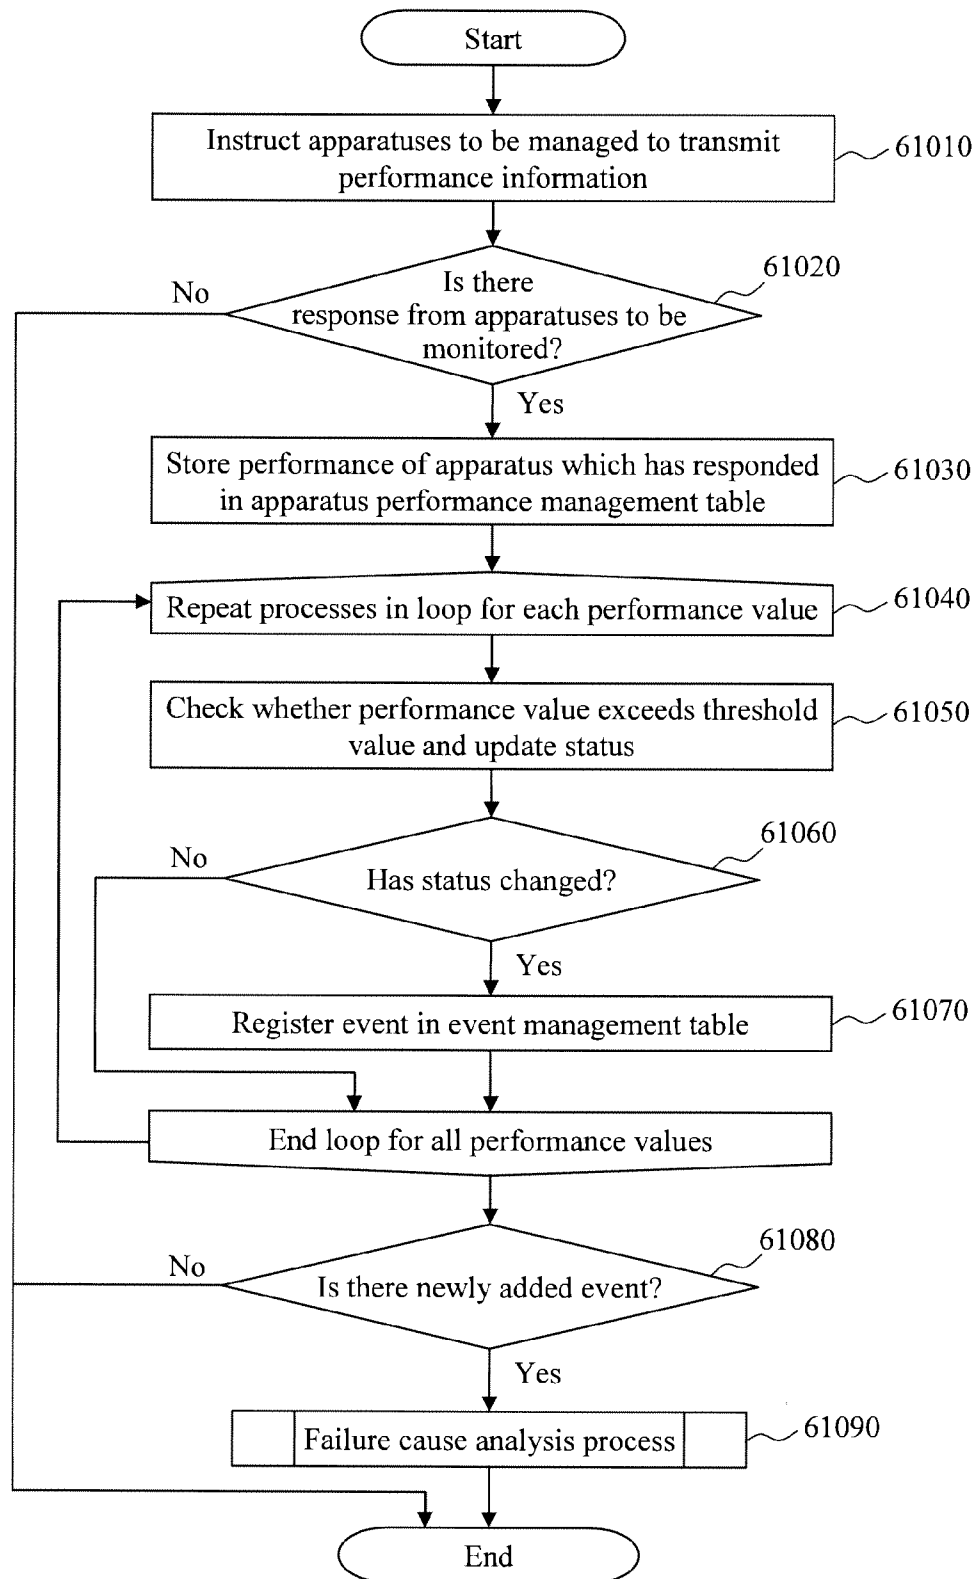 Start
Instruct apparatuses to be managed to transmit
performance information
61010
Is there
response from apparatuses to be
monitored?
61020
No
Yes
Store performance of apparatus which has responded
in apparatus performance management table
61030
Repeat processes in loop for each performance value
61040
Check whether performance value exceeds threshold
value and update status
61050
Has status changed?
61060
No
Yes
Register event in event management table
61070
End loop for all performance values
Is there newly added event?
61080
No
Yes
Failure cause analysis process
61090
End